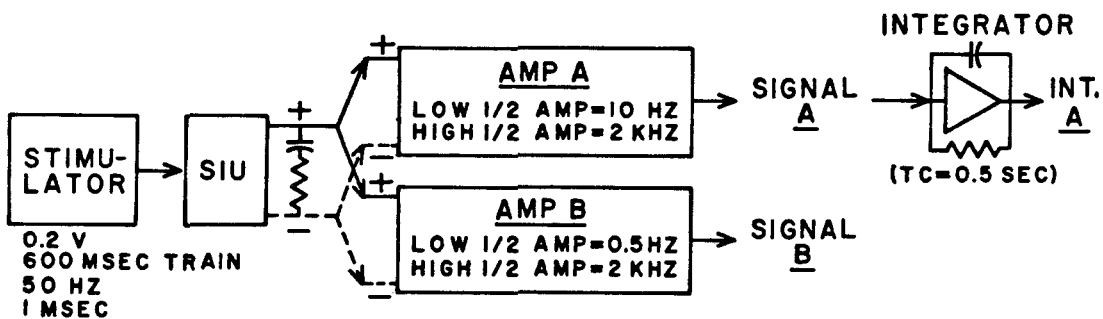 INTEGRATOR
+
AMP A
LOW 1/2 AMP=10 HZ
HIGH 1/2 AMP=2 KHZ
−
SIGNAL
A
INT.
A
(TC=0.5 SEC)
STIMU-
LATOR
SIU
+
−
0.2 V
600 MSEC TRAIN
50 HZ
1 MSEC
+
AMP B
LOW 1/2 AMP=0.5HZ
HIGH 1/2 AMP=2 KHZ
−
SIGNAL
B